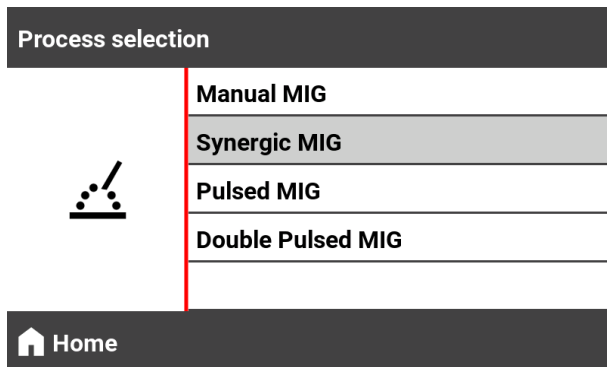 Process selection
Manual MIG
Synergic MIG
Pulsed MIG
Double Pulsed MIG
Home